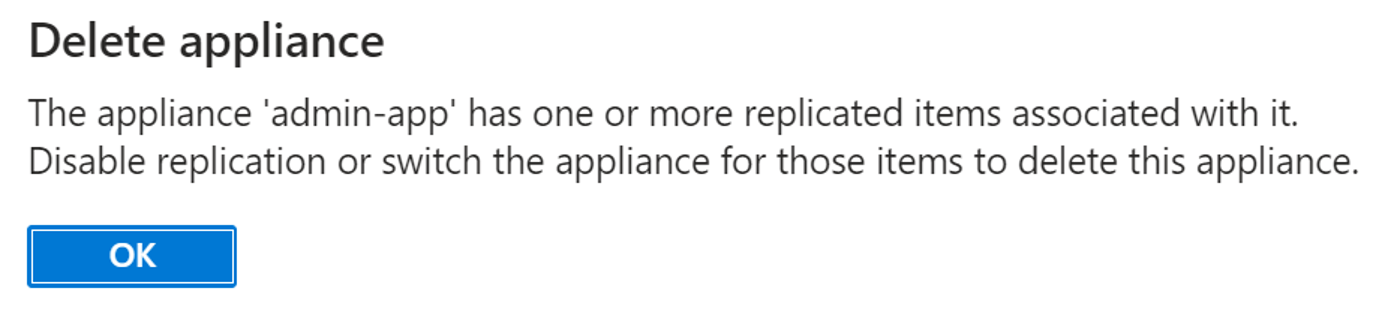 Delete appliance
The appliance 'admin-app' has one or more replicated items associated with it.
Disable replication or switch the appliance for those items to delete this appliance.
OK